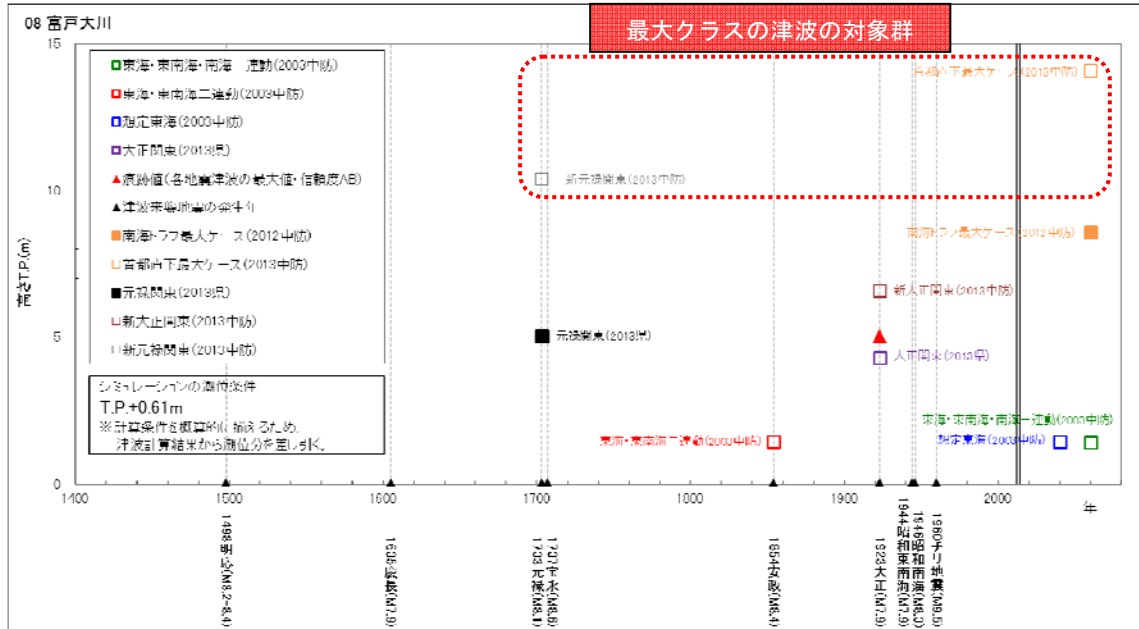 08 富戸大川
最大クラスの津波の対象群
15
10
5
0
高さT.P.(m)
東海・東南海・南海 連動(2003中防)
東海・東南海二連動(2003中防)
想定東海(2003中防)
大正関東(2013県)
痕跡値(各地震津波の最大値・信頼度AB)
津波来襲地震の発生年
南海トラフ最大ケース(2012中防)
首都直下最大ケース(2013中防)
元禄関東(2013県)
新大正関東(2013中防)
新元禄関東(2013中防)
シミュレーションの潮位条件
T.P.+0.61m
※計算条件を概算的に揃えるため、
津波計算結果から潮位分を差し引く。
首都直下最大ケース(2013中防)
新元禄関東(2013中防)
南海トラフ最大ケース(2012中防)
新大正関東(2013中防)
元禄関東(2013県)
大正関東(2013県)
東海・東南海・南海 連動(2003中防)
東海・東南海二連動(2003中防)
想定東海(2003中防)
1400
1500
1600
1700
1800
1900
2000
年
1498明応(M8.2-8.4)
1605慶長(M7.9)
1703元禄(M8.1)
1707宝永(M8.6)
1854安政(M8.4)
1923大正(M7.9)
1944昭和東南海(M7.9)
1946昭和南海(M8.0)
1960チリ地震(M9.5)